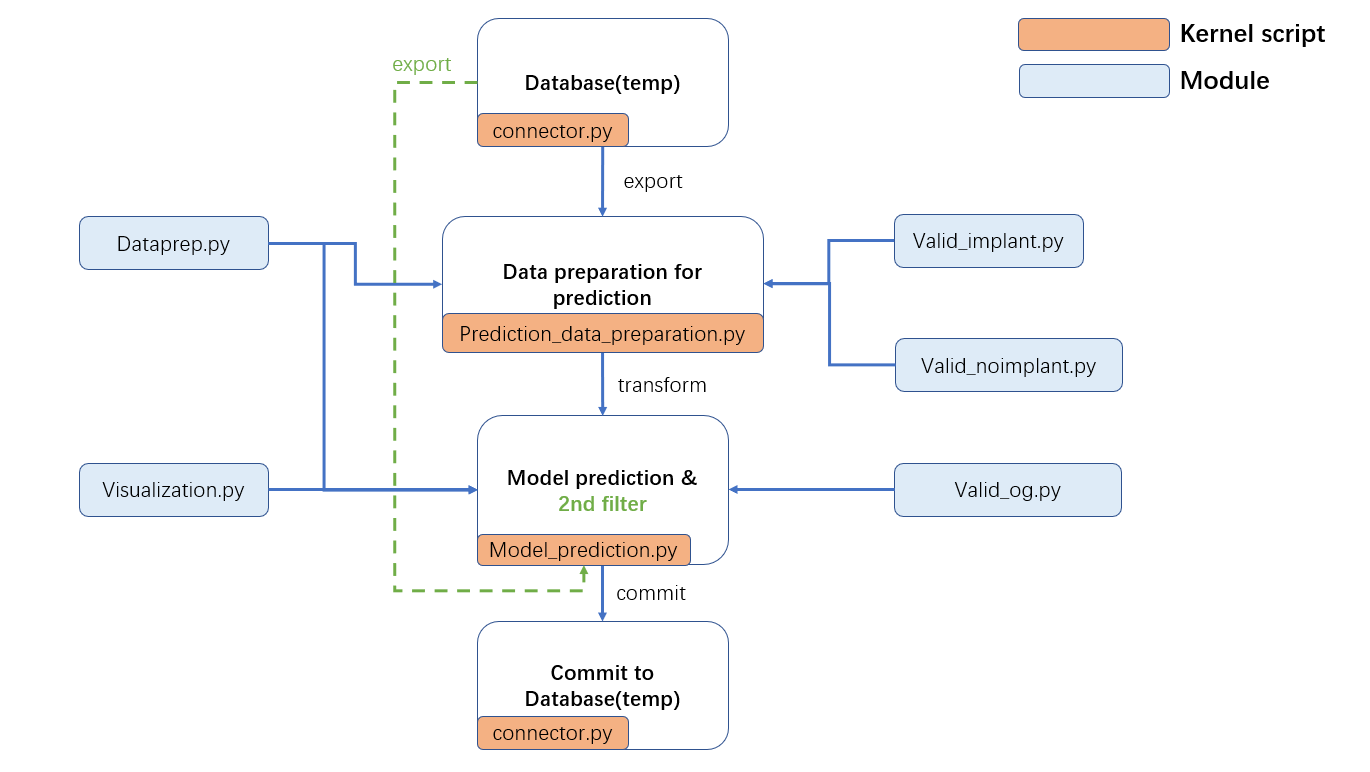 Kernel script
Module
export
Database(temp)
connector.py
export
Dataprep.py
Data preparation for
prediction
Prediction_data_preparation.py
Valid_implant.py
Valid_noimplant.py
transform
Visualization.py
Model prediction &
2nd filter
Model_prediction.py
Valid_og.py
commit
Commit to
Database(temp)
connector.py